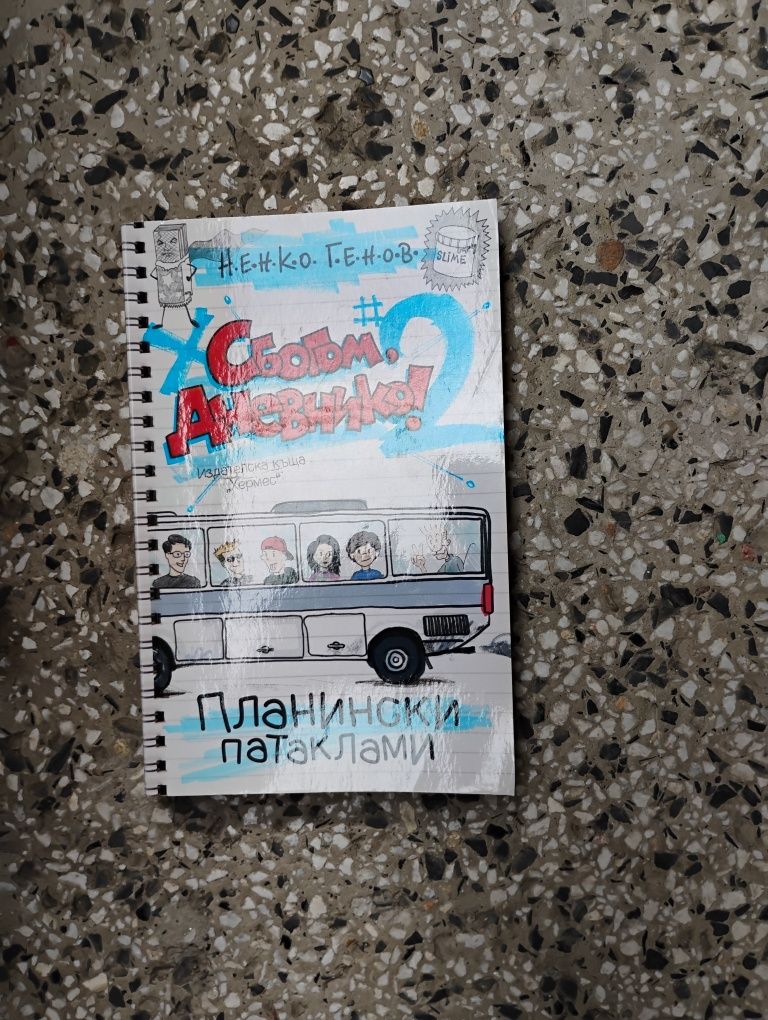 Н.Е.Н.К.О. Г.Е.Н.О.В.
SLIME
#2
Сбогом,
Дневнико!
Издателска къща
"Хермес"
Планински
патаклами